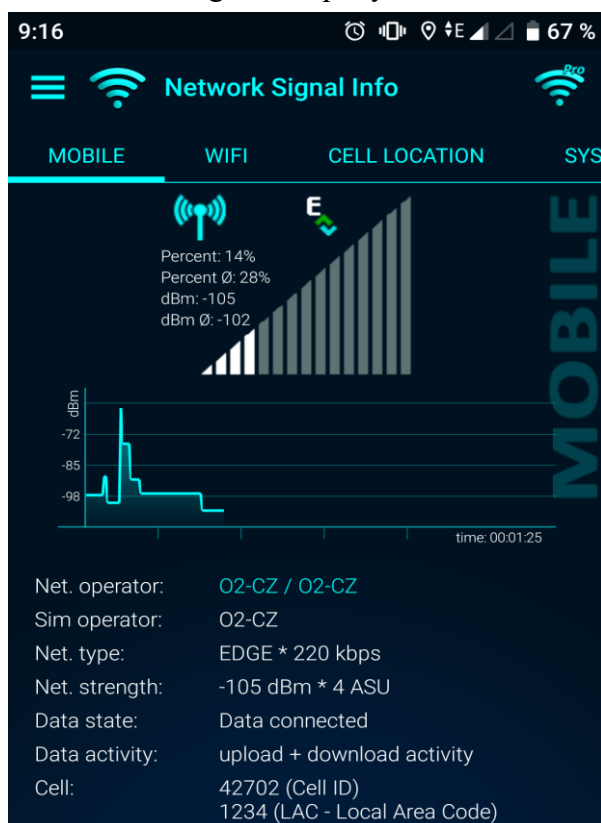 9:16 E 67 %
Network Signal Info Pro
MOBILE WIFI CELL LOCATION SYS
E
Percent: 14%
Percent Ø: 28%
dBm: -105
dBm Ø: -102
MOBILE
dBm
-72
-85
-98
time: 00:01:25
Net. operator: O2-CZ / O2-CZ
Sim operator: O2-CZ
Net. type: EDGE * 220 kbps
Net. strength: -105 dBm * 4 ASU
Data state: Data connected
Data activity: upload + download activity
Cell: 42702 (Cell ID)
1234 (LAC - Local Area Code)